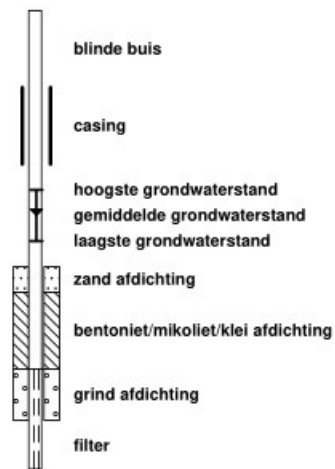 blinde buis
casing
hoogste grondwaterstand
gemiddelde grondwaterstand
laagste grondwaterstand
zand afdichting
bentoniet/mikoliet/klei afdichting
grind afdichting
filter